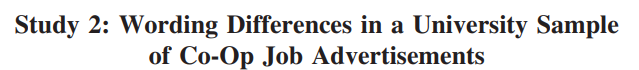 Study 2: Wording Differences in a University Sample
of Co-Op Job Advertisements